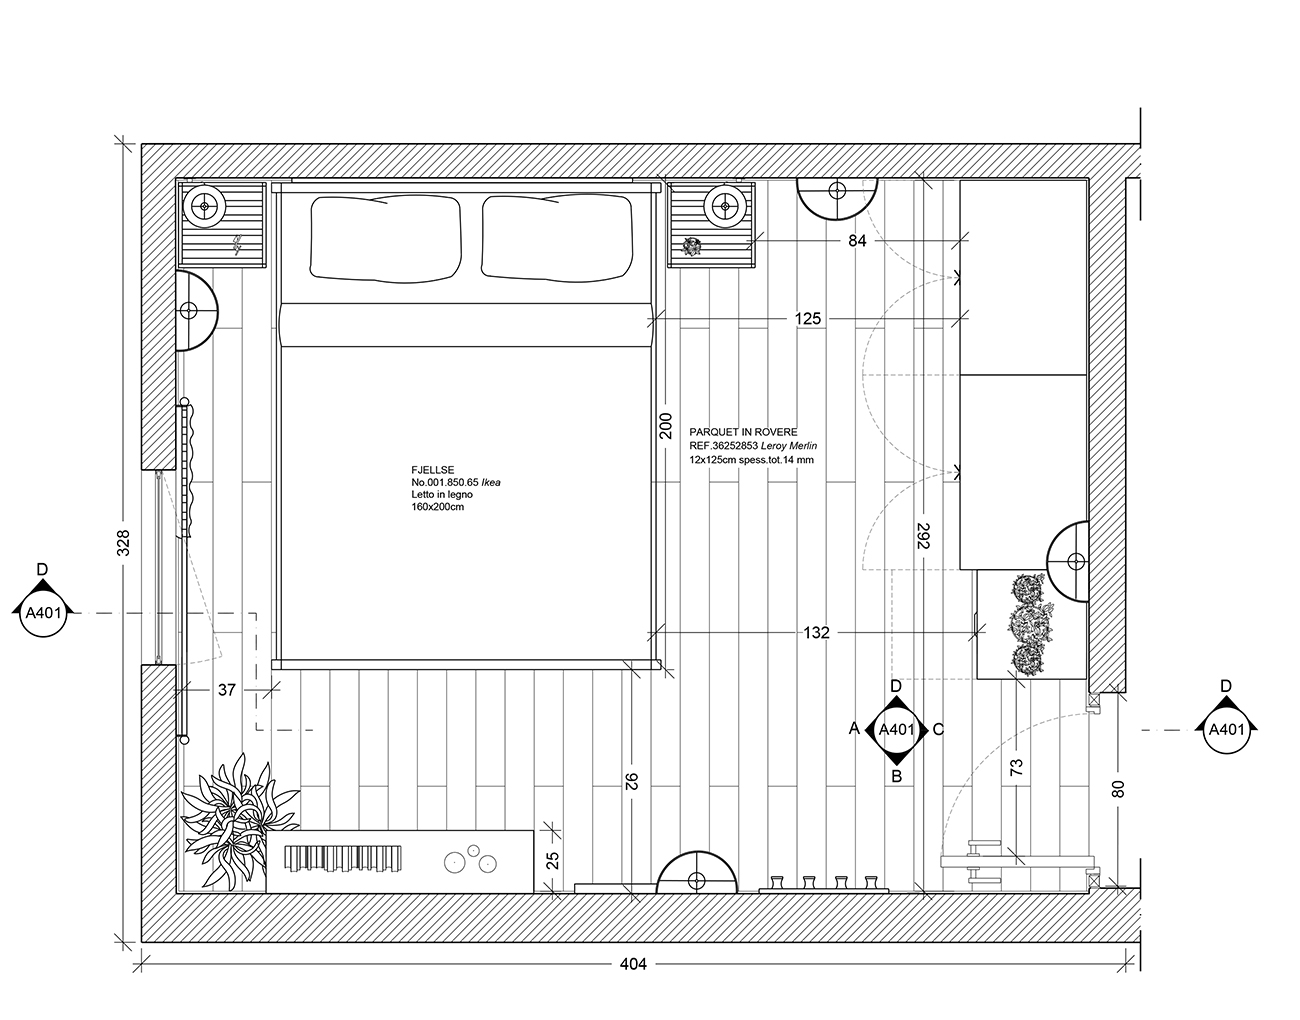 84
125
200
PARQUET IN ROVERE
REF.36252853 Leroy Merlin
12x125cm spess.tot.14 mm
FJELLSE
No.001.850.65 Ikea
Letto in legno
160x200cm
328
292
D
A401
132
37
D
A A401 C
B
D
A401
92
73
80
25
404